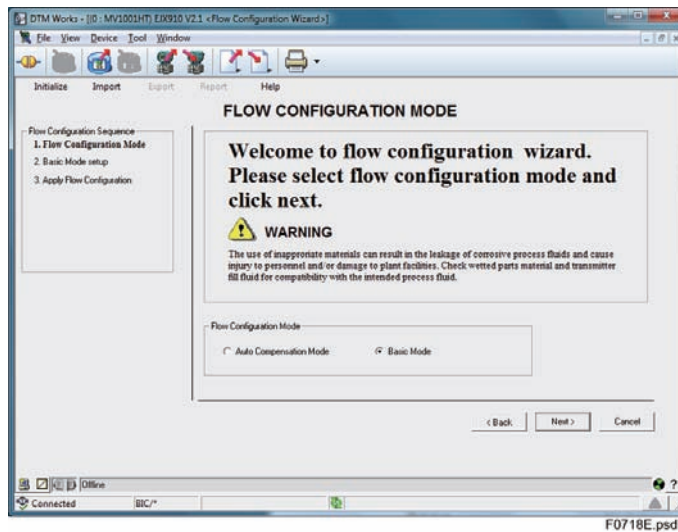 DTM Works - [(0 : MV1001HT) EJX910 V2.1 <Flow Configuration Wizard>]
File View Device Tool Window
Initialize Import Export Report Help
FLOW CONFIGURATION MODE
Flow Configuration Sequence
1. Flow Configuration Mode
2. Basic Mode setup
3. Apply Flow Configuration
Welcome to flow configuration wizard.
Please select flow configuration mode and
click next.
WARNING
The use of inapproriate materials can result in the leakage of corrosive process fluids and cause
injury to personnel and/or damage to plant facilities. Check wetted parts material and transmitter
fill fluid for compatibility with the intended process fluid.
Flow Configuration Mode
Auto Compensation Mode Basic Mode
< Back Next > Cancel
Offline
Connected BIC/*
F0718E.psd